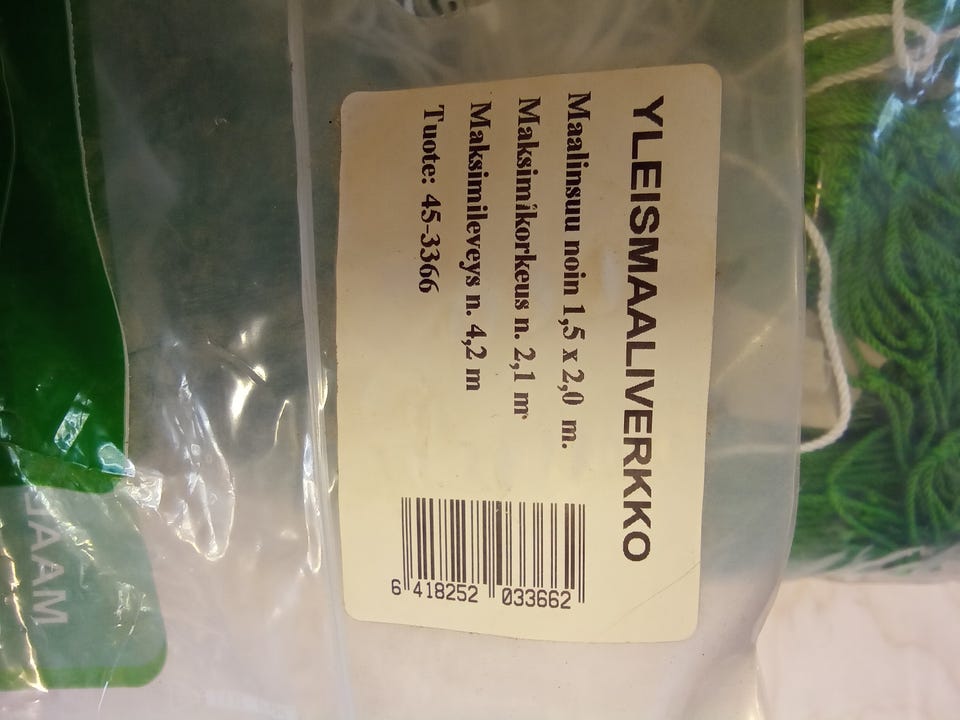 YLEISMAALIVERKKO
Maalinsuu noin 1,5 x 2,0 m.
Maksimikorkeus n. 2,1 m
Maksimileveys n. 4,2 m
Tuote: 45-3366
6 418252 033662